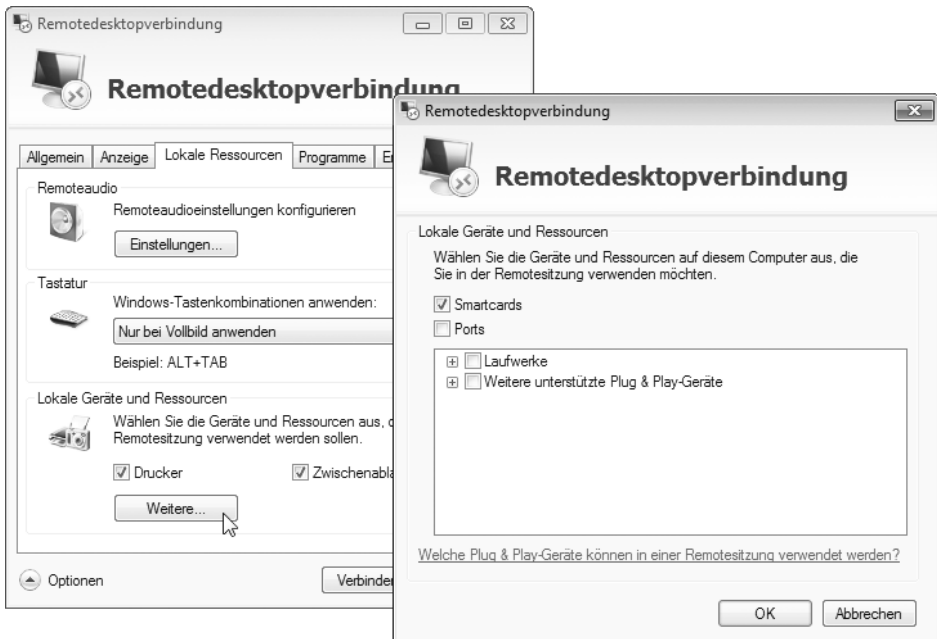 Remotedesktopverbindung
Remotedesktopverbindung
Allgemein Anzeige Lokale Ressourcen Programme
Remoteaudio
Remoteaudioeinstellungen konfigurieren
Einstellungen...
Tastatur
Windows-Tastenkombinationen anwenden:
Nur bei Vollbild anwenden
Beispiel: ALT+TAB
Lokale Geräte und Ressourcen
Wählen Sie die Geräte und Ressourcen aus,
Remotesitzung verwendet werden sollen.
Drucker Zwischenabla
Weitere...
Optionen Verbinden
Remotedesktopverbindung
Remotedesktopverbindung
Lokale Geräte und Ressourcen
Wählen Sie die Geräte und Ressourcen auf diesem Computer aus, die
Sie in der Remotesitzung verwenden möchten.
Smartcards
Ports
Laufwerke
Weitere unterstützte Plug & Play-Geräte
Welche Plug & Play-Geräte können in einer Remotesitzung verwendet werden?
OK Abbrechen